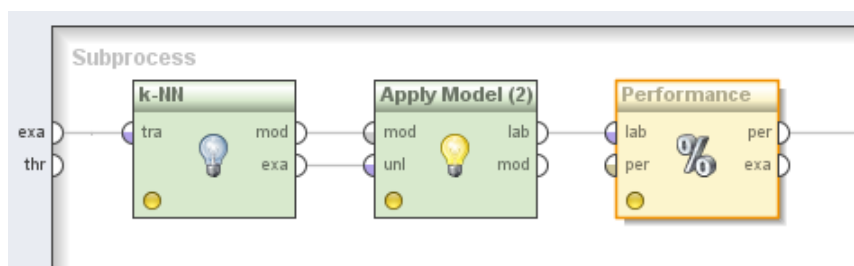 Subprocess
k-NN Apply Model (2) Performance
exa tra mod mod lab lab % per
thr exa unl mod per exa